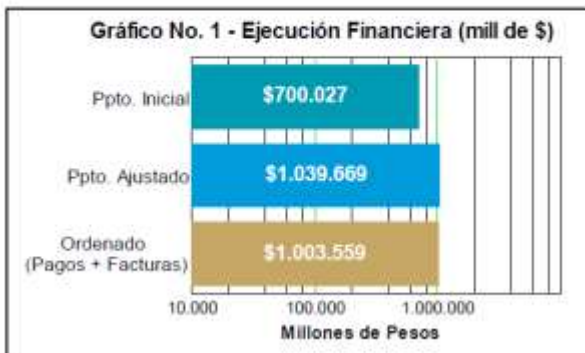 Gráfico No. 1 - Ejecución Financiera (mill de $)
Ppto. Inicial
$700.027
Ppto. Ajustado
$1.039.669
Ordenado
(Pagos + Facturas)
$1.003.559
10.000 100.000 1.000.000
Millones de Pesos